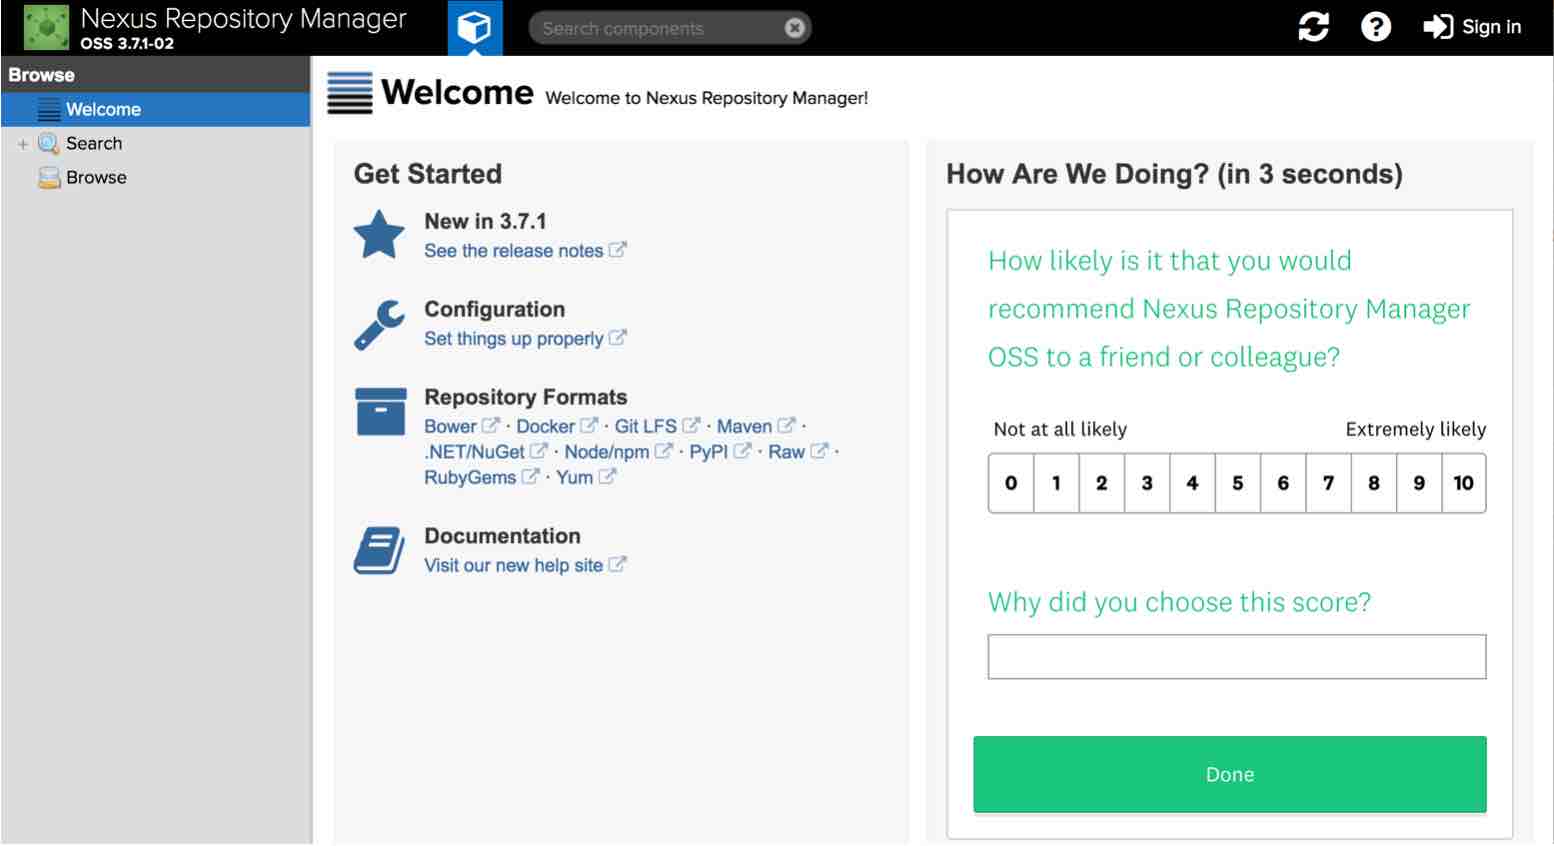 Nexus Repository Manager
OSS 3.7.1-02
Search components
Sign in
Browse
Welcome
Search
Browse
Welcome Welcome to Nexus Repository Manager!
Get Started
New in 3.7.1
See the release notes
Configuration
Set things up properly
Repository Formats
Bower · Docker · Git LFS · Maven ·
.NET/NuGet · Node/npm · PyPI · Raw ·
RubyGems · Yum
Documentation
Visit our new help site
How Are We Doing? (in 3 seconds)
How likely is it that you would
recommend Nexus Repository Manager
OSS to a friend or colleague?
Not at all likely Extremely likely
0 1 2 3 4 5 6 7 8 9 10
Why did you choose this score?
Done